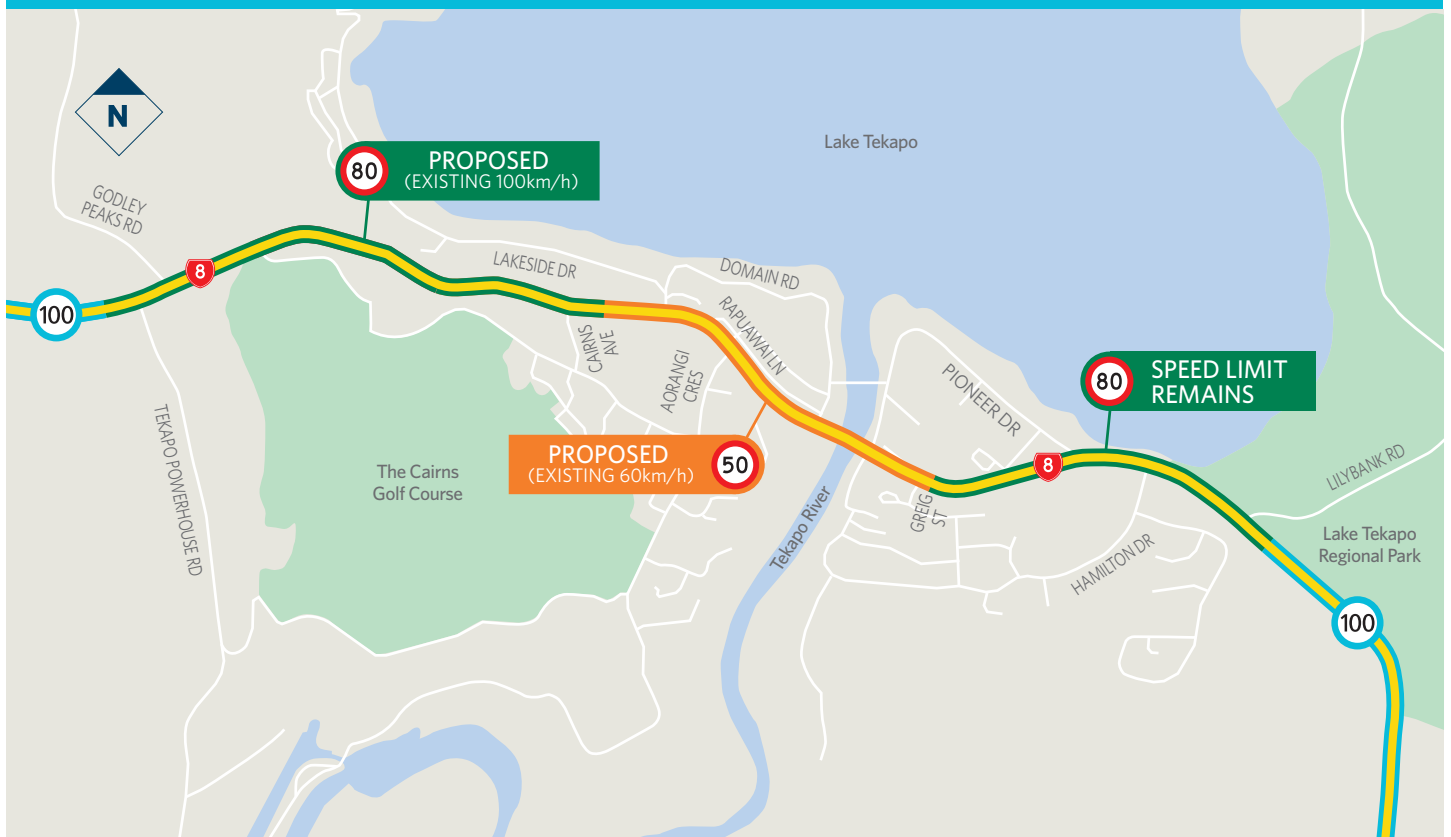 N
Lake Tekapo
80
PROPOSED
(EXISTING 100km/h)
GODLEY
PEAKS RD
8
100
LAKESIDE DR
DOMAIN RD
RAPUAWAI LN
CAIRNS
AVE
AORANGI
CRES
PIONEER DR
80
SPEED LIMIT
REMAINS
PROPOSED
(EXISTING 60km/h)
50
8
TEKAPO POWERHOUSE RD
The Cairns
Golf Course
Tekapo River
GREIG
ST
HAMILTON DR
LILYBANK RD
Lake Tekapo
Regional Park
100